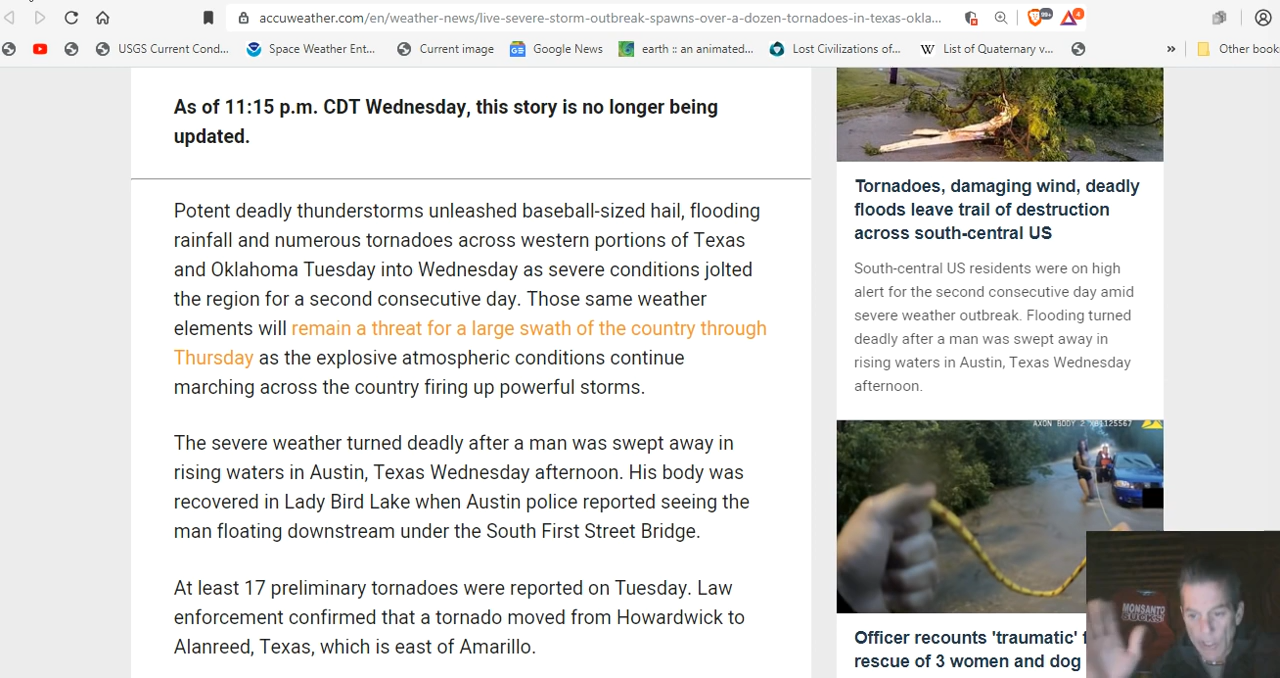 accuweather.com/en/weather-news/live-severe-storm-outbreak-spawns-over-a-dozen-tornadoes-in-texas-okla...
99+
4
USGS Current Cond...
Space Weather Ent...
Current image
Google News
earth :: an animated...
Lost Civilizations of...
W List of Quaternary v...
»
Other book
As of 11:15 p.m. CDT Wednesday, this story is no longer being
updated.
Potent deadly thunderstorms unleashed baseball-sized hail, flooding
rainfall and numerous tornadoes across western portions of Texas
and Oklahoma Tuesday into Wednesday as severe conditions jolted
the region for a second consecutive day. Those same weather
elements will remain a threat for a large swath of the country through
Thursday as the explosive atmospheric conditions continue
marching across the country firing up powerful storms.
The severe weather turned deadly after a man was swept away in
rising waters in Austin, Texas Wednesday afternoon. His body was
recovered in Lady Bird Lake when Austin police reported seeing the
man floating downstream under the South First Street Bridge.
At least 17 preliminary tornadoes were reported on Tuesday. Law
enforcement confirmed that a tornado moved from Howardwick to
Alanreed, Texas, which is east of Amarillo.
Tornadoes, damaging wind, deadly
floods leave trail of destruction
across south-central US
South-central US residents were on high
alert for the second consecutive day amid
severe weather outbreak. Flooding turned
deadly after a man was swept away in
rising waters in Austin, Texas Wednesday
afternoon.
AXON BODY 2
Officer recounts 'traumatic' f
rescue of 3 women and dog
MONSANTO
SUCKS!